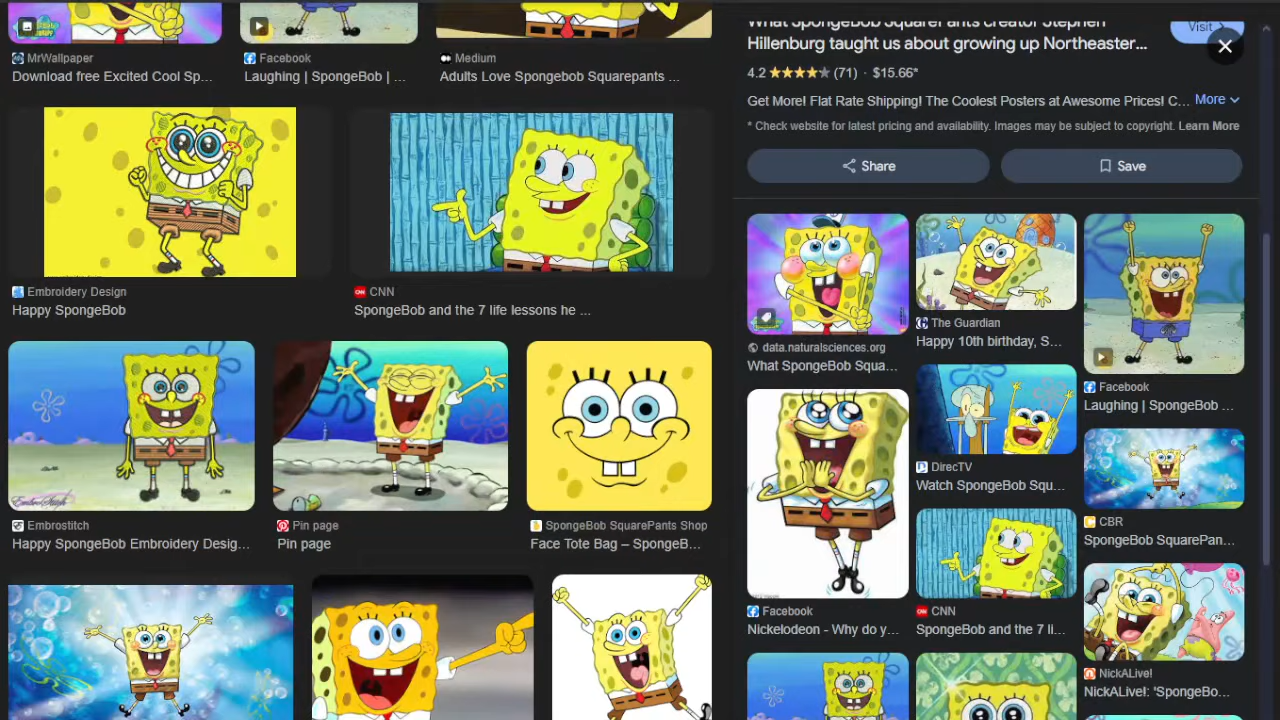 MrWallpaper
Download free Excited Cool Sp...
Facebook
Laughing | SpongeBob | ...
Medium
Adults Love Spongebob Squarepants ...
Embroidery Design
Happy SpongeBob
CNN
SpongeBob and the 7 life lessons he ...
Embrostitch
Happy SpongeBob Embroidery Desig...
Pin page
Pin page
SpongeBob SquarePants Shop
Face Tote Bag – SpongeB...
What SpongeBob SquarePants creator Stephen
Hillenburg taught us about growing up Northeaster...
Visit >
4.2 ★★★★★ (71) · $15.66*
Get More! Flat Rate Shipping! The Coolest Posters at Awesome Prices! C... More
* Check website for latest pricing and availability. Images may be subject to copyright. Learn More
Share
Save
data.naturalsciences.org
What SpongeBob Squa...
The Guardian
Happy 10th birthday, S...
Facebook
Laughing | SpongeBob ...
DirecTV
Watch SpongeBob Squ...
CBR
SpongeBob SquarePan...
Facebook
Nickelodeon - Why do y...
CNN
SpongeBob and the 7 li...
NickALive!
NickALive!: 'SpongeBo...